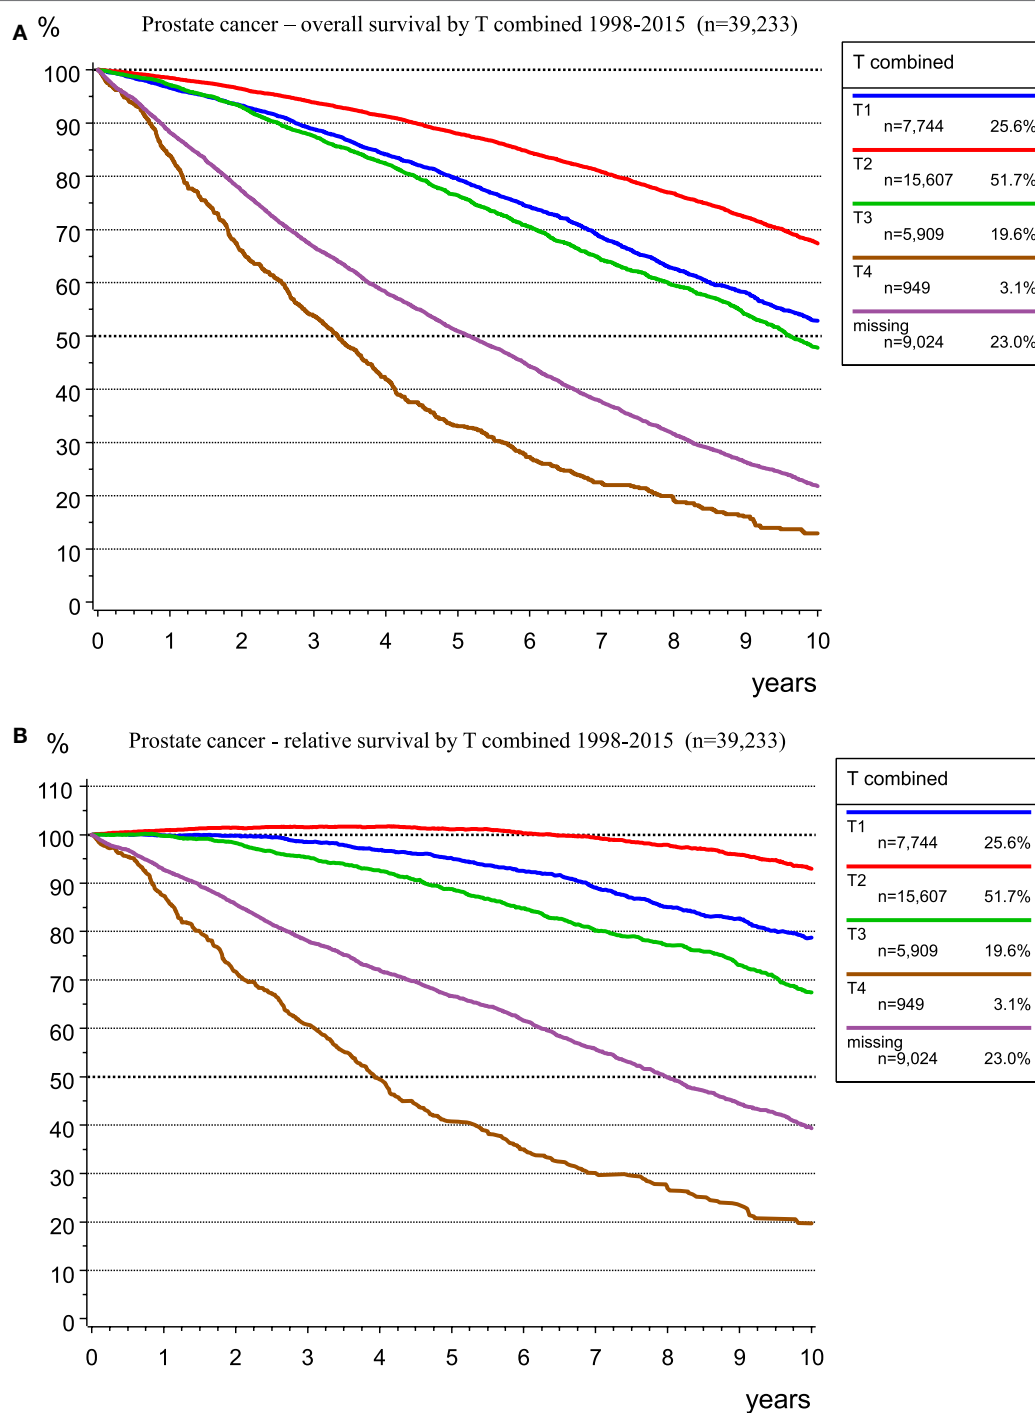 A % Prostate cancer – overall survival by T combined 1998-2015 (n=39,233)
T combined
T1
n=7,744 25.6%
T2
n=15,607 51.7%
T3
n=5,909 19.6%
T4
n=949 3.1%
missing
n=9,024 23.0%
100
90
80
70
60
50
40
30
20
10
0
0 1 2 3 4 5 6 7 8 9 10
years
B % Prostate cancer - relative survival by T combined 1998-2015 (n=39,233)
T combined
T1
n=7,744 25.6%
T2
n=15,607 51.7%
T3
n=5,909 19.6%
T4
n=949 3.1%
missing
n=9,024 23.0%
110
100
90
80
70
60
50
40
30
20
10
0
0 1 2 3 4 5 6 7 8 9 10
years